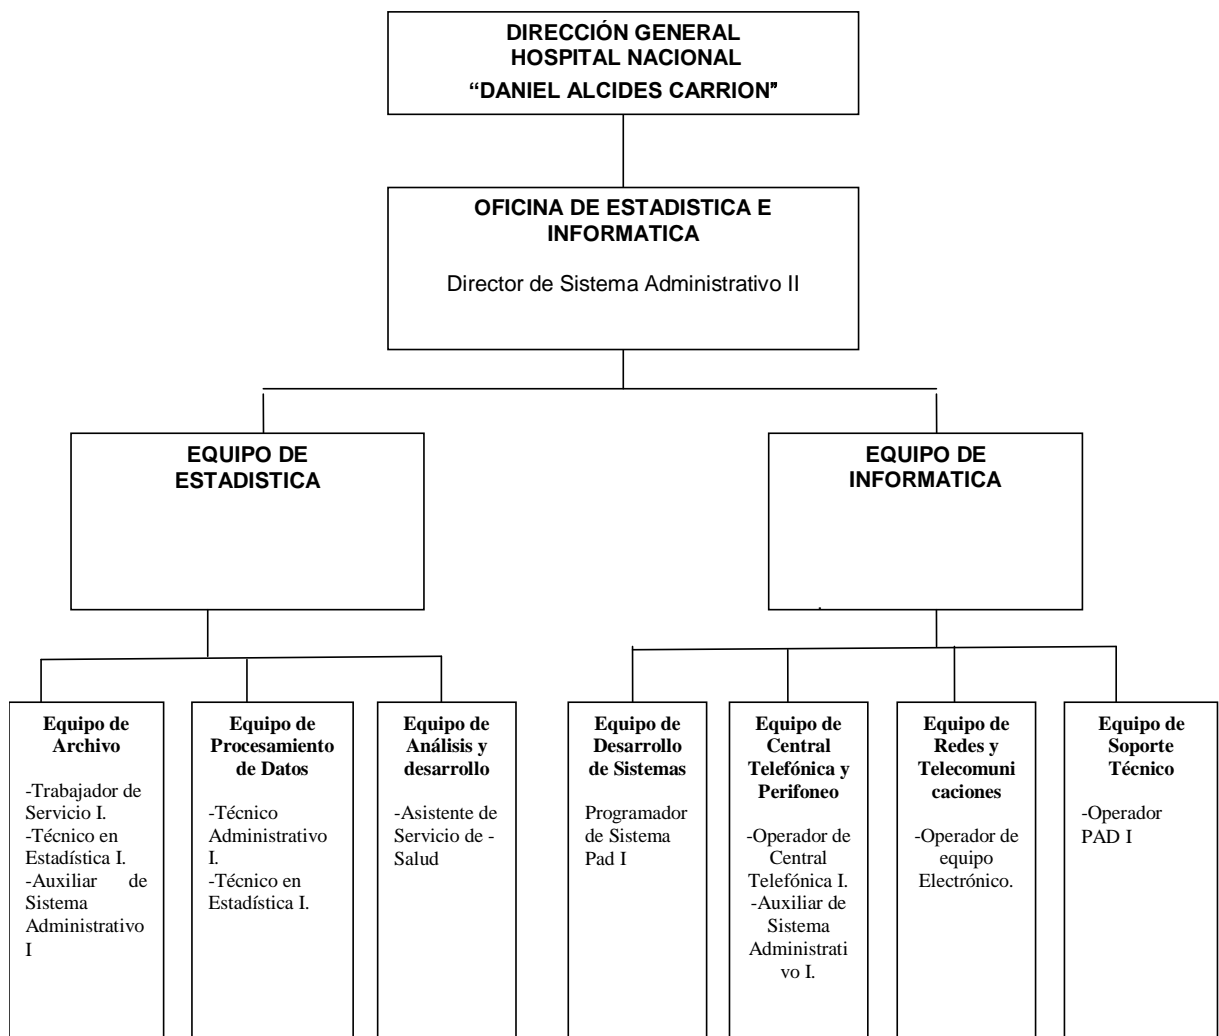 DIRECCIÓN GENERAL
HOSPITAL NACIONAL
“DANIEL ALCIDES CARRION”
OFICINA DE ESTADISTICA E
INFORMATICA
Director de Sistema Administrativo II
EQUIPO DE
ESTADISTICA
EQUIPO DE
INFORMATICA
Equipo de
Archivo
-Trabajador de
Servicio I.
-Técnico en
Estadística I.
-Auxiliar de
Sistema
Administrativo
I
Equipo de
Procesamiento
de Datos
-Técnico
Administrativo
I.
-Técnico en
Estadística I.
Equipo de
Análisis y
desarrollo
-Asistente de
Servicio de -
Salud
Equipo de
Desarrollo
de Sistemas
Programador
de Sistema
Pad I
Equipo de
Central
Telefónica y
Perifoneo
-Operador de
Central
Telefónica I.
-Auxiliar de
Sistema
Administrati
vo I.
Equipo de
Redes y
Telecomuni
caciones
-Operador de
equipo
Electrónico.
Equipo de
Soporte
Técnico
-Operador
PAD I